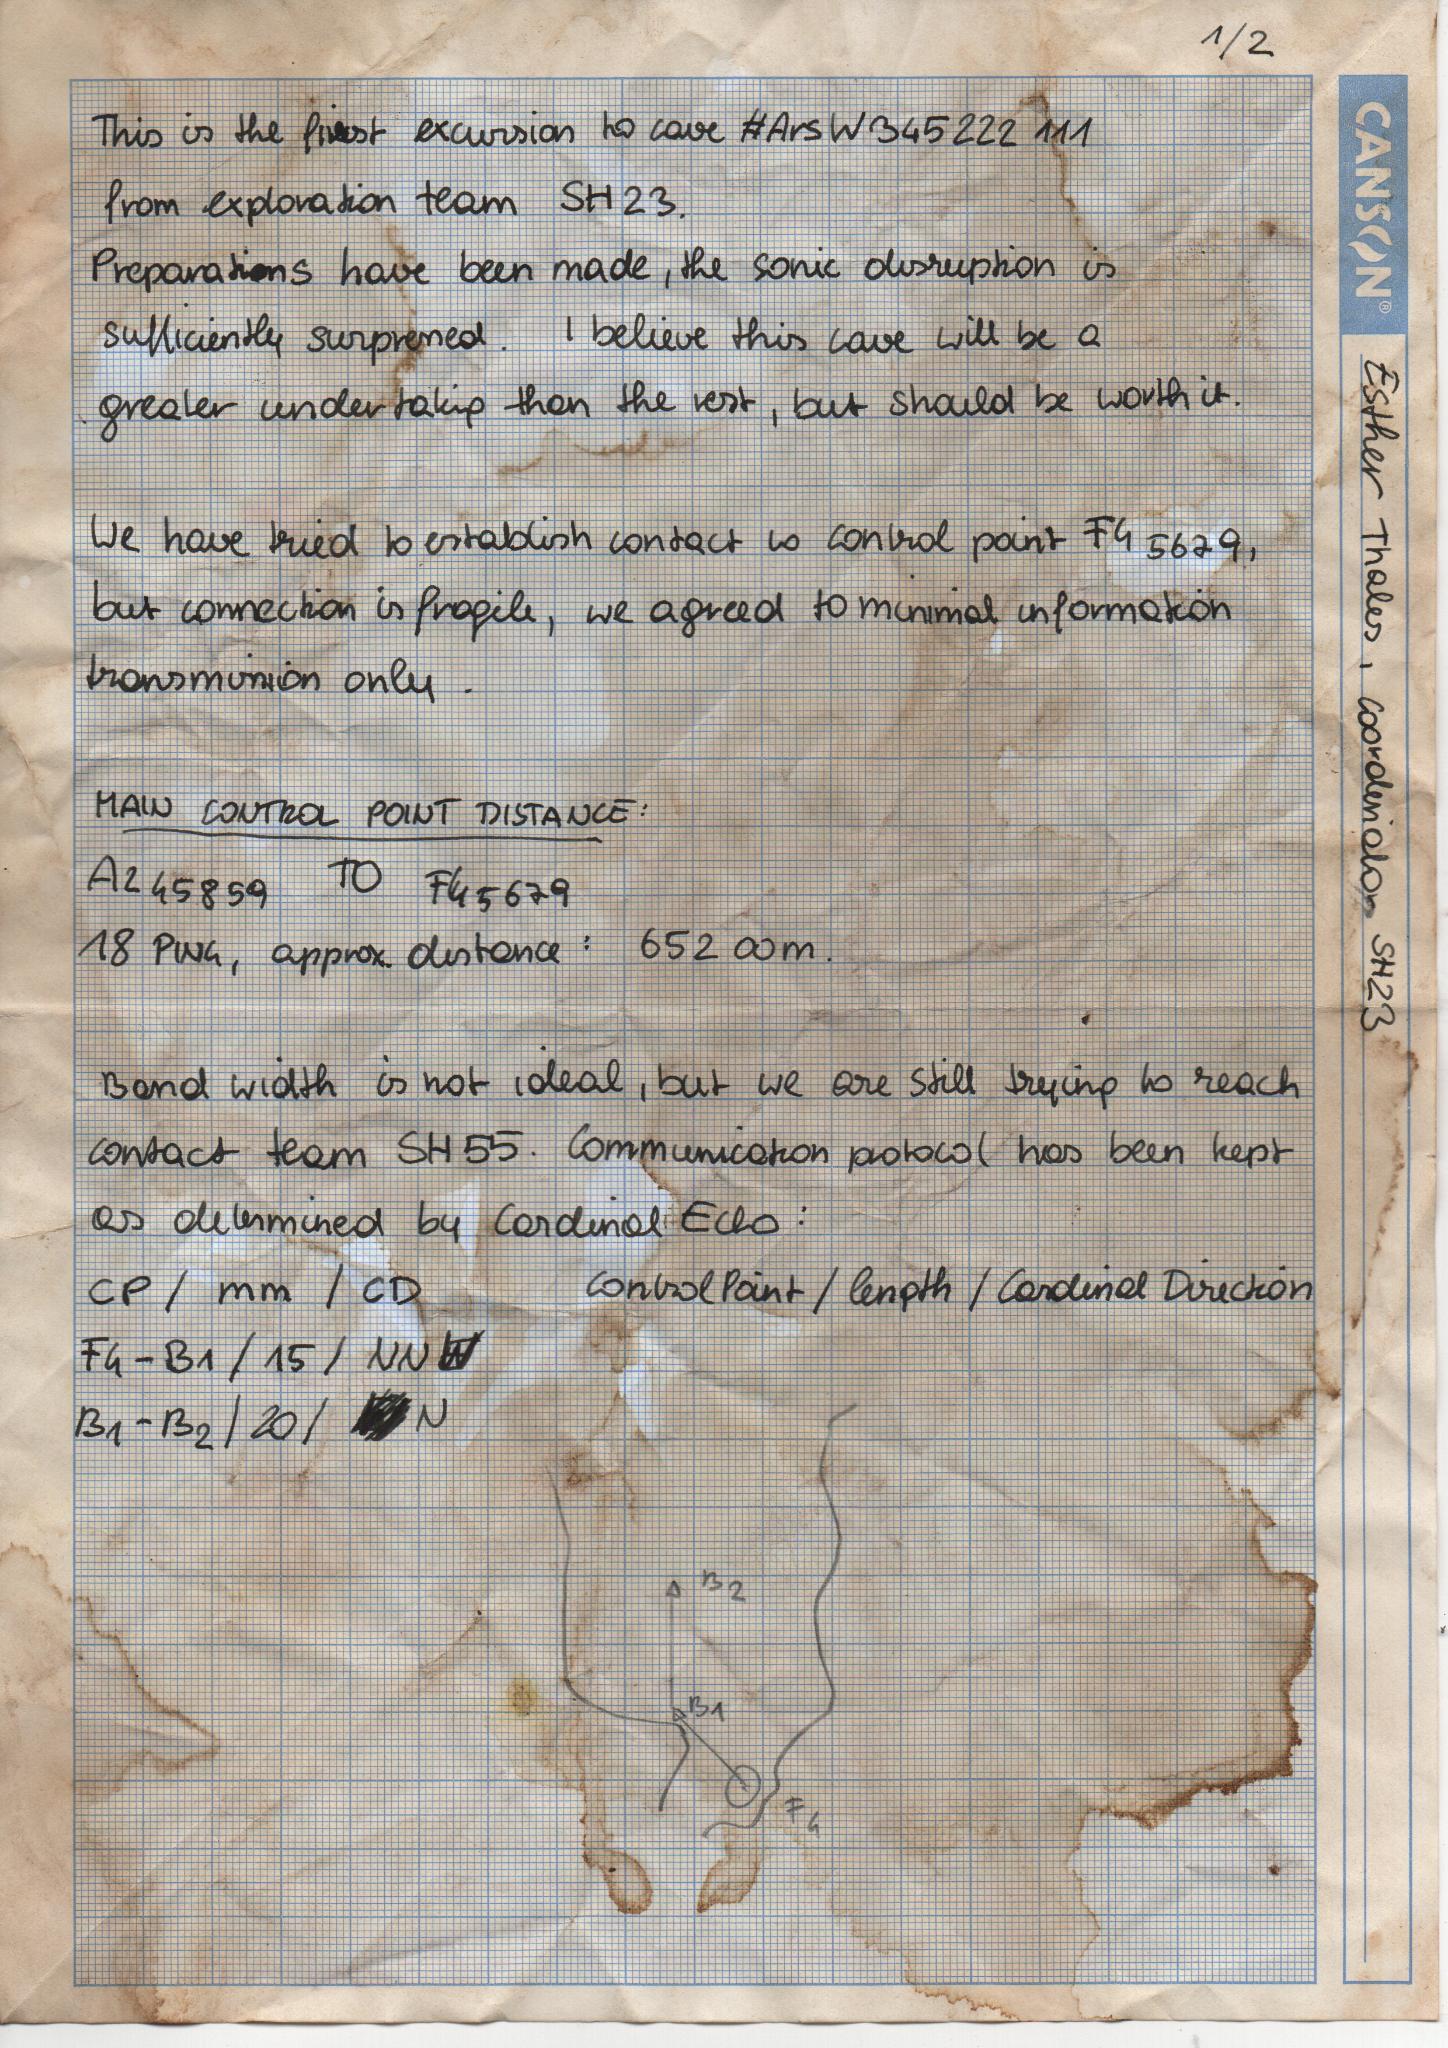 1/2
This is the first excursion to cave #ArsW345222 111
from exploration team SH23.
Preparations have been made, the sonic disruption is
sufficiently surpressed. I believe this cave will be a
greater undertaking than the rest, but should be worth it.
We have tried to establish contact to control point F4 5679,
but connection is fragile, we agreed to minimal information
transmission only.
MAIN CONTROL POINT DISTANCE:
A2 45859 TO F4 5679
18 PING, approx. distance: 652 00m.
Band width is not ideal, but we are still trying to reach
contact team SH55. Communication protocol has been kept
as determined by Cardinal Echo:
CP / mm / CD Control Point / length / Cardinal Direction
F4 - B1 / 15 / NNW
B1 - B2 / 20 / N
B2
B1
F4
CANSON®
Esther Thales, Coordinator SH23